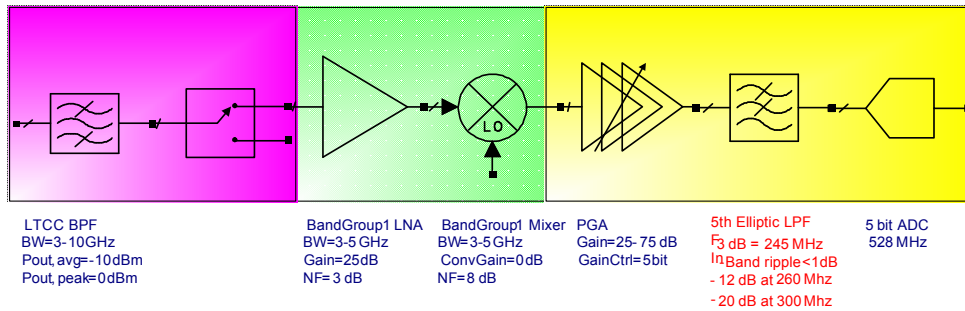 LO
LTCC BPF
BW=3-10GHz
Pout,avg=-10dBm
Pout,peak=0dBm
BandGroup1 LNA
BW=3-5 GHz
Gain=25dB
NF=3 dB
BandGroup1 Mixer
BW=3-5GHz
ConvGain=0dB
NF=8 dB
PGA
Gain=25-75 dB
GainCtrl=5bit
5th Elliptic LPF
F3 dB = 245 MHz
In Band ripple<1dB
- 12 dB at 260 Mhz
- 20 dB at 300 Mhz
5 bit ADC
528 MHz